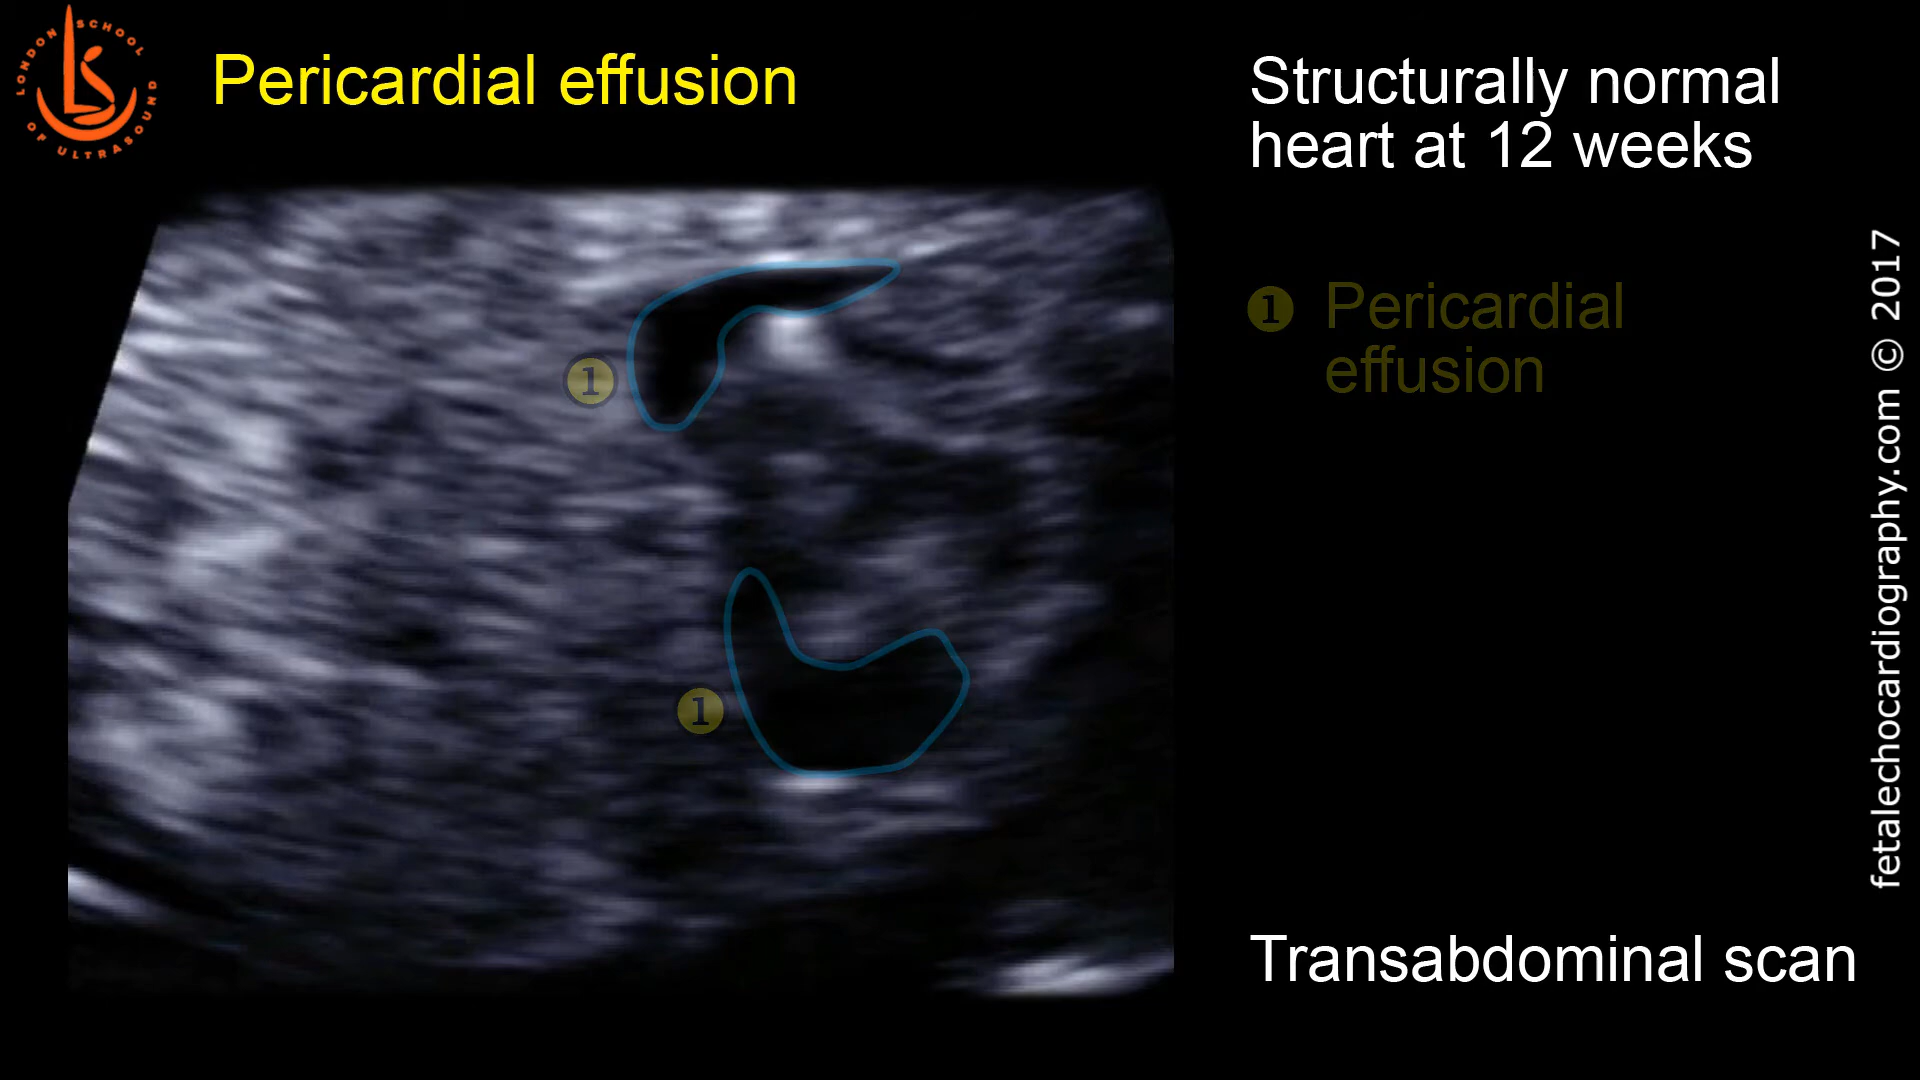 LONDON SCHOOL OF ULTRASOUND
Pericardial effusion
Structurally normal
heart at 12 weeks
1 Pericardial
effusion
1
1
Transabdominal scan
fetalechocardiography.com © 2017